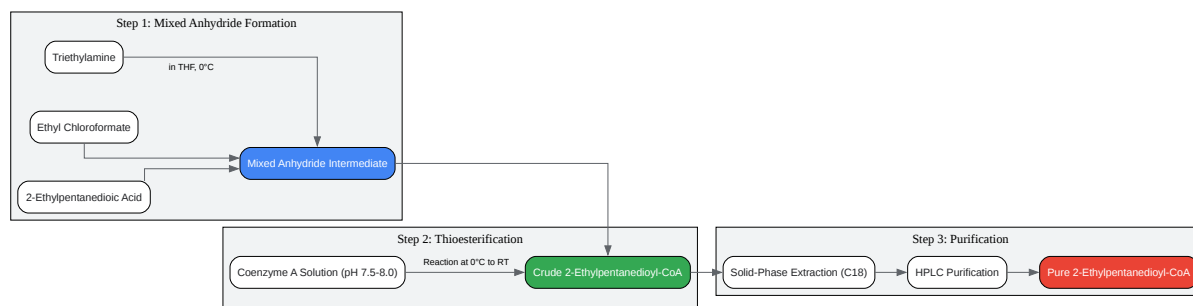 Step 1: Mixed Anhydride Formation
Triethylamine
in THF, 0°C
Ethyl Chloroformate
Mixed Anhydride Intermediate
2-Ethylpentanedioic Acid
Step 2: Thioesterification
Coenzyme A Solution (pH 7.5-8.0)
Reaction at 0°C to RT
Crude 2-Ethylpentanedioyl-CoA
Step 3: Purification
Solid-Phase Extraction (C18)
HPLC Purification
Pure 2-Ethylpentanedioyl-CoA